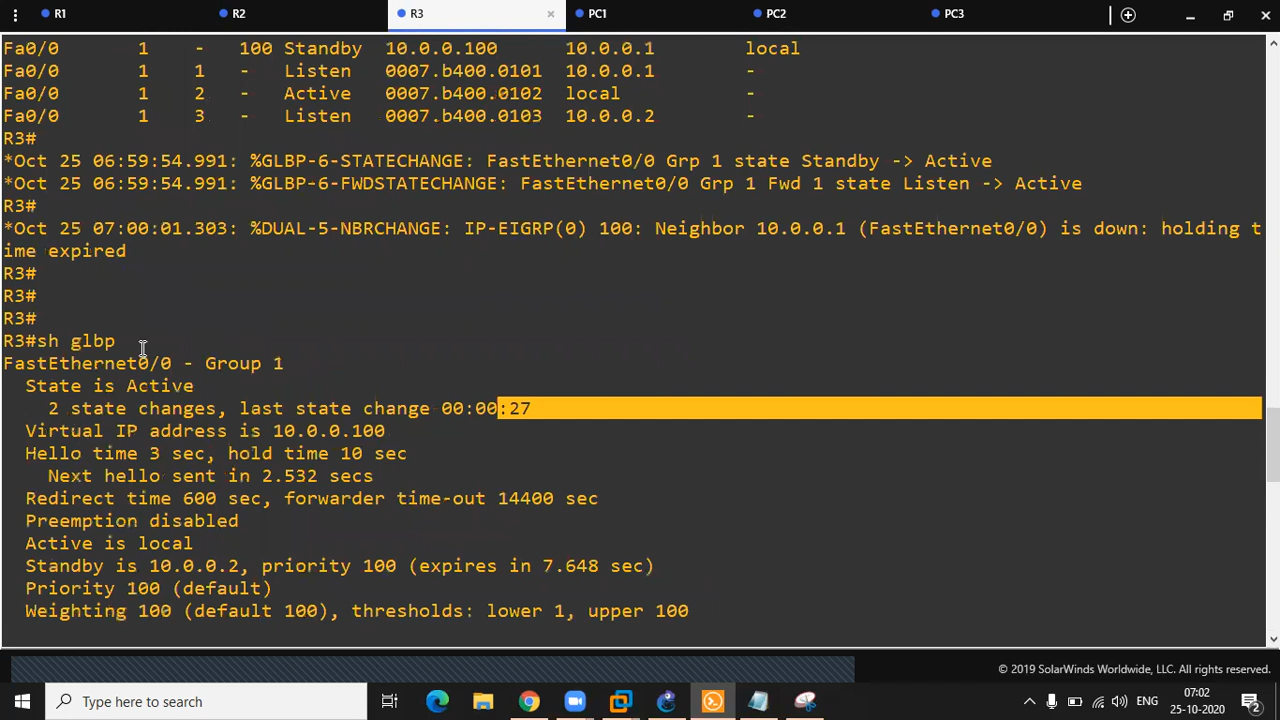 R1 R2 R3 × PC1 PC2 PC3
Fa0/0 1 - 100 Standby 10.0.0.100 10.0.0.1 local
Fa0/0 1 1 - Listen 0007.b400.0101 10.0.0.1 -
Fa0/0 1 2 - Active 0007.b400.0102 local -
Fa0/0 1 3 - Listen 0007.b400.0103 10.0.0.2 -
R3#
*Oct 25 06:59:54.991: %GLBP-6-STATECHANGE: FastEthernet0/0 Grp 1 state Standby -> Active
*Oct 25 06:59:54.991: %GLBP-6-FWDSTATECHANGE: FastEthernet0/0 Grp 1 Fwd 1 state Listen -> Active
R3#
*Oct 25 07:00:01.303: %DUAL-5-NBRCHANGE: IP-EIGRP(0) 100: Neighbor 10.0.0.1 (FastEthernet0/0) is down: holding t
ime expired
R3#
R3#
R3#
R3#sh glbp
FastEthernet0/0 - Group 1
State is Active
2 state changes, last state change 00:00:27
Virtual IP address is 10.0.0.100
Hello time 3 sec, hold time 10 sec
Next hello sent in 2.532 secs
Redirect time 600 sec, forwarder time-out 14400 sec
Preemption disabled
Active is local
Standby is 10.0.0.2, priority 100 (expires in 7.648 sec)
Priority 100 (default)
Weighting 100 (default 100), thresholds: lower 1, upper 100
© 2019 SolarWinds Worldwide, LLC. All rights reserved.
Type here to search
ENG
07:02
25-10-2020
2